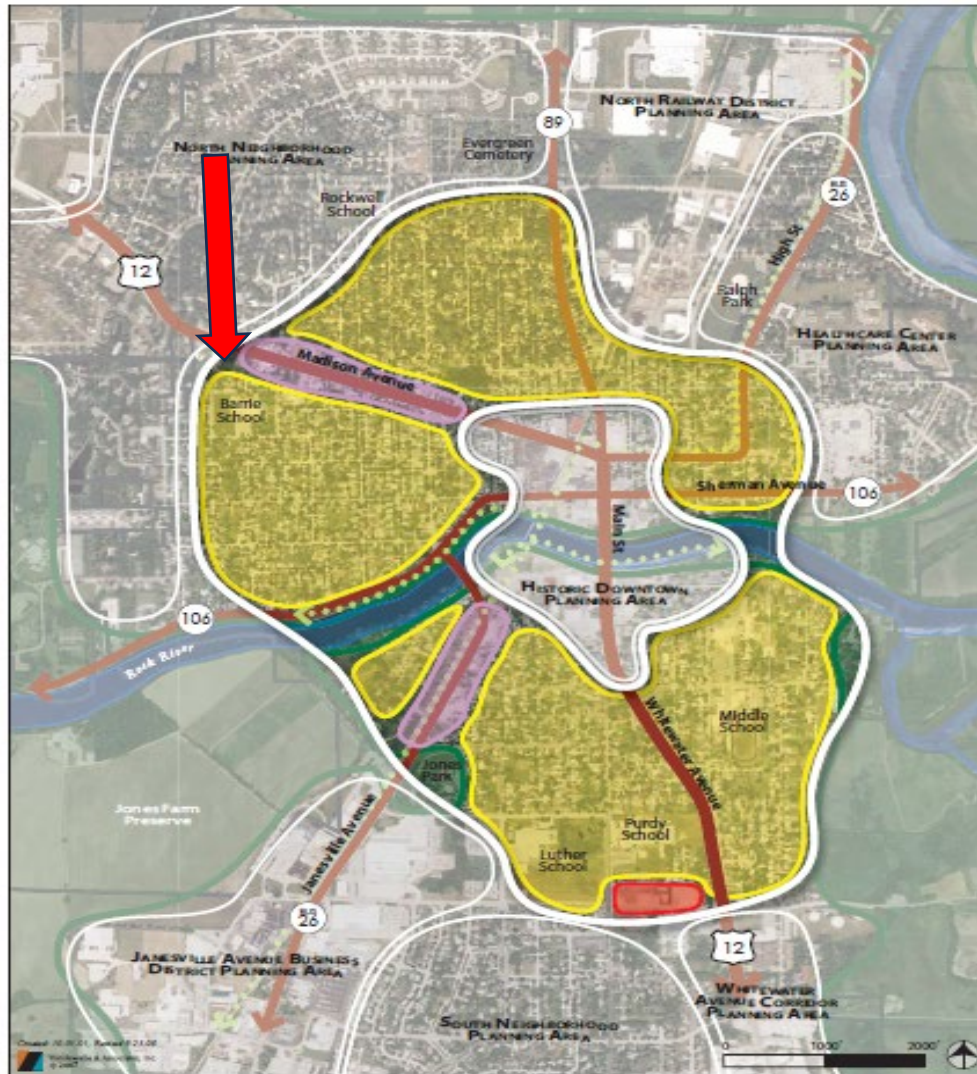 NORTH RAILWAY DISTRICT
PLANNING AREA
89
NORTH NEIGHBORHOOD
PLANNING AREA
Evergreen
Cemetery
Rockwell
School
BUS
26
High St
12
Ralph
Park
HEALTHCARE CENTER
PLANNING AREA
Madison Avenue
Barrie
School
Sherman Avenue
106
Main St
HISTORIC DOWNTOWN
PLANNING AREA
106
Rock River
Whitewater Avenue
Middle
School
Jones
Park
Jones Farm
Preserve
Purdy
School
Luther
School
Janesville Avenue
BUS
26
12
JANESVILLE AVENUE BUSINESS
DISTRICT PLANNING AREA
WHITEWATER
AVENUE CORRIDOR
PLANNING AREA
SOUTH NEIGHBORHOOD
PLANNING AREA
0
1000'
2000'